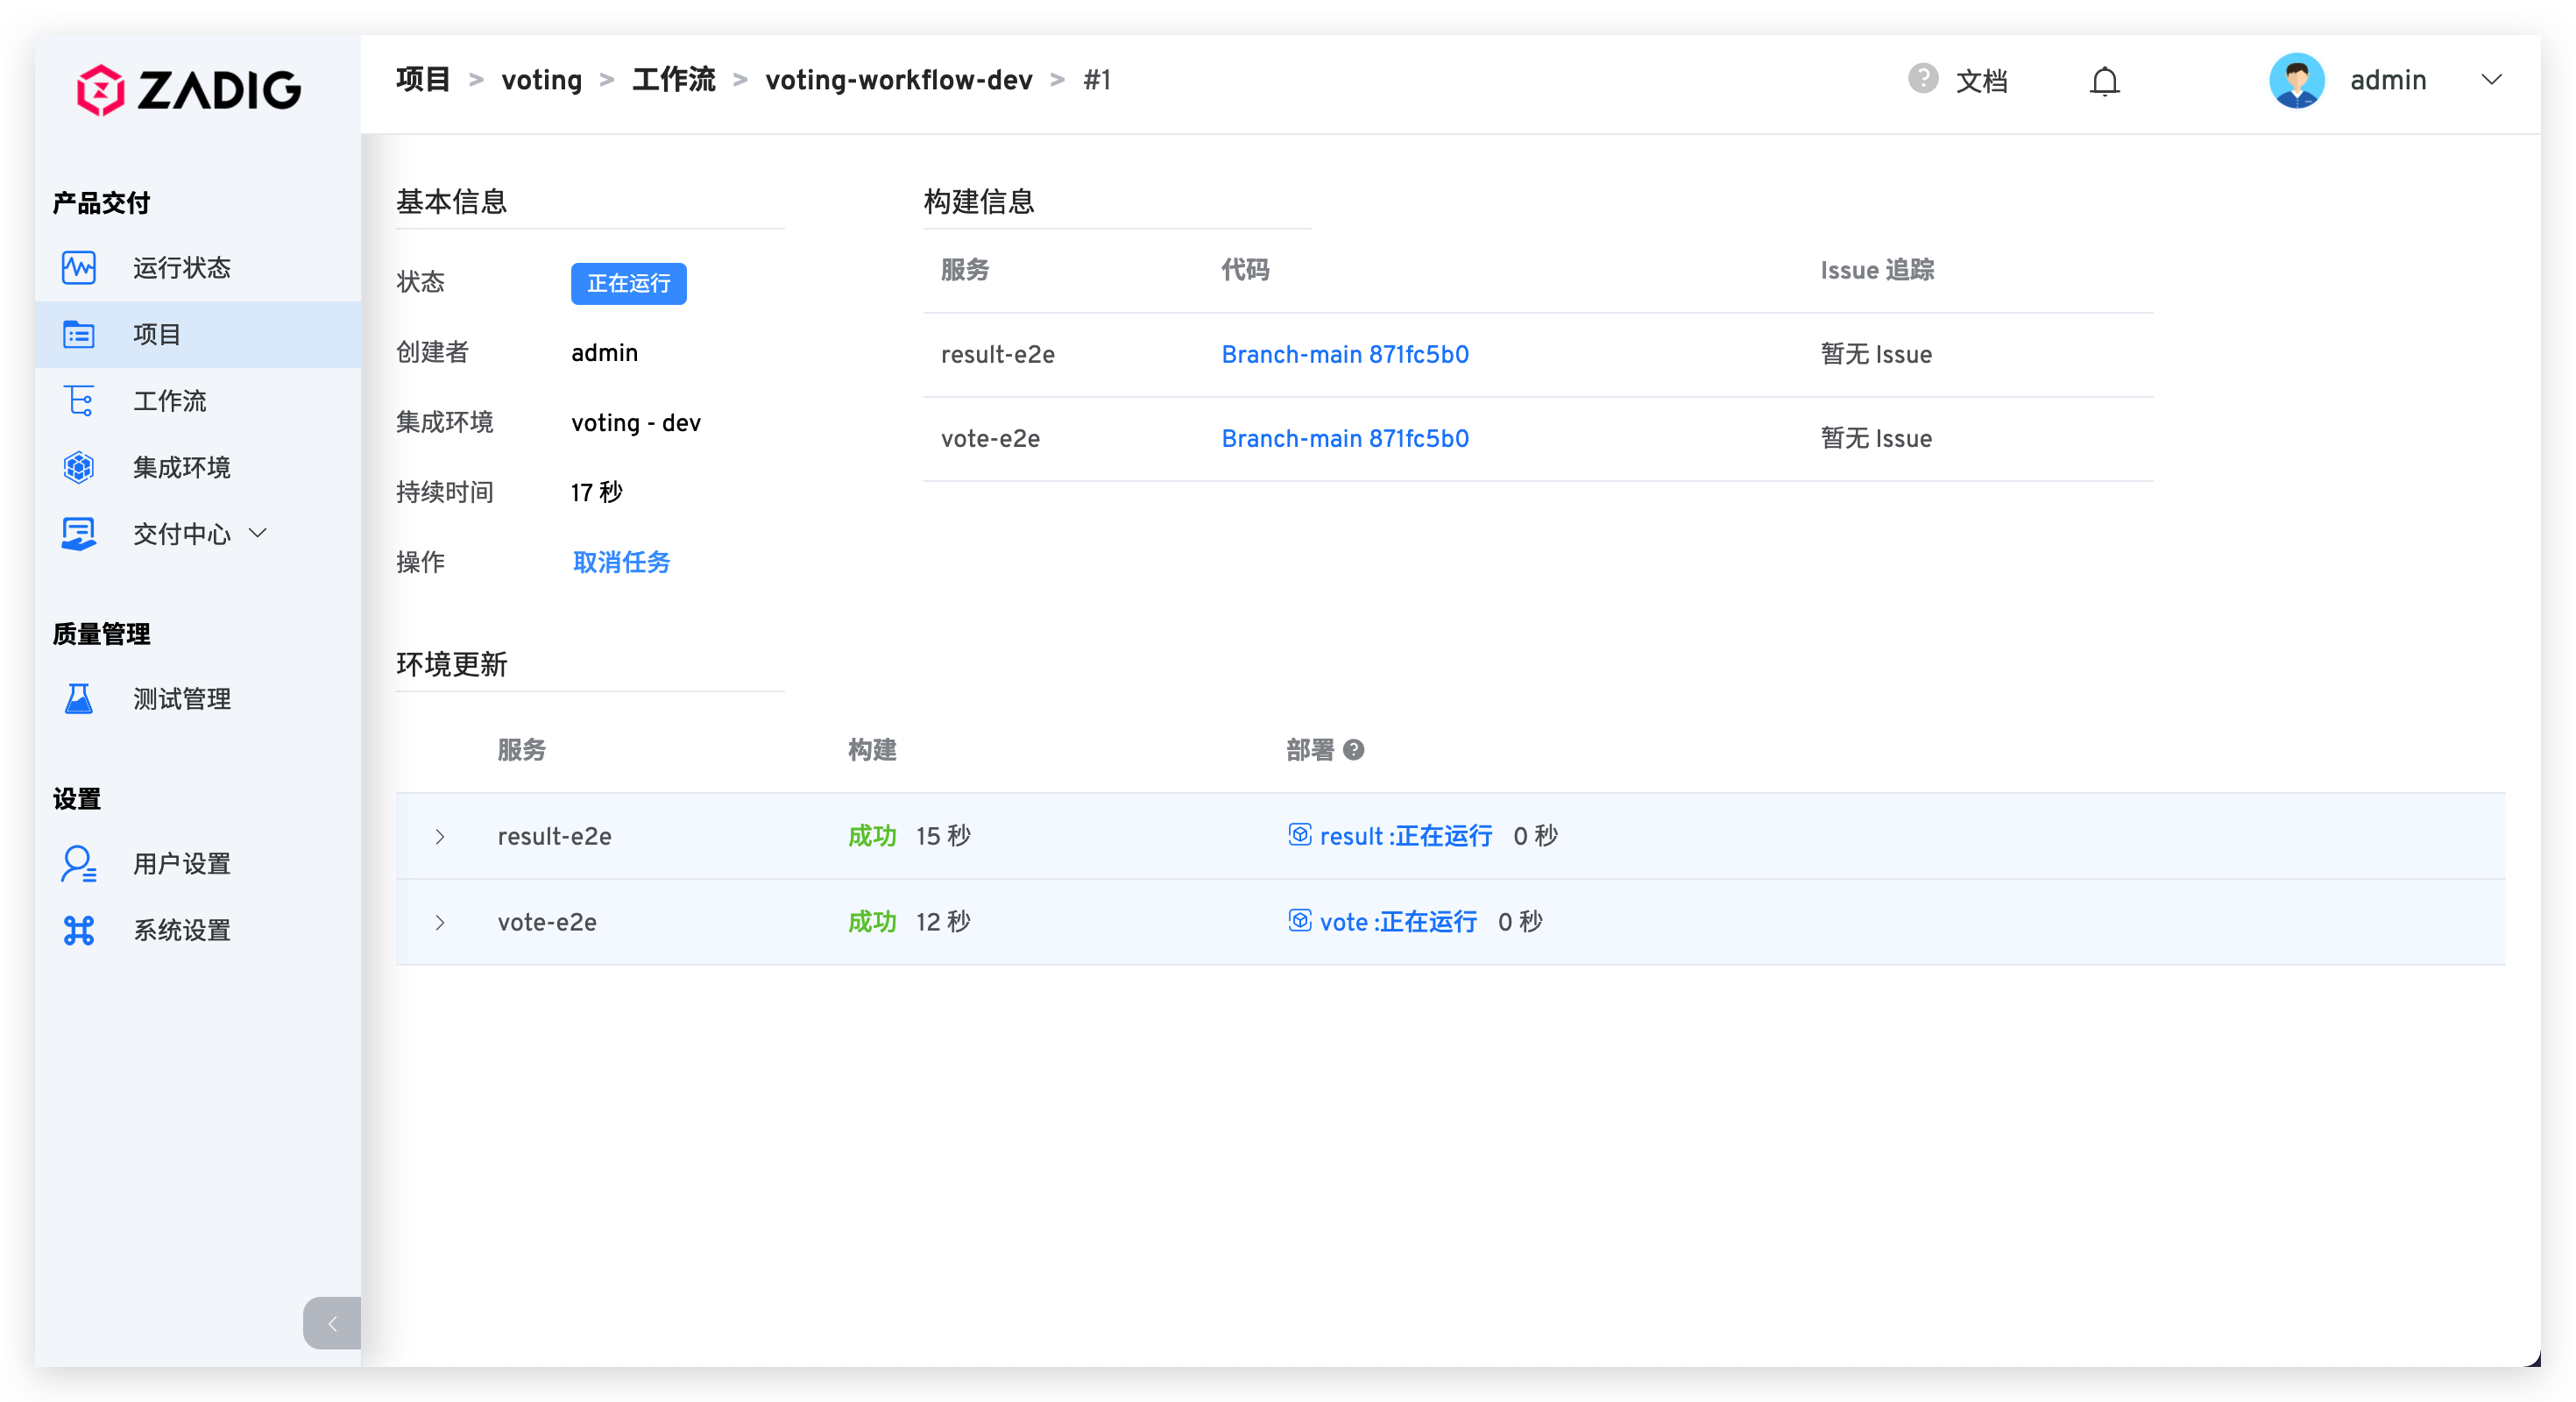 ZADIG
项目 > voting > 工作流 > voting-workflow-dev > #1
? 文档
admin
产品交付
运行状态
项目
工作流
集成环境
交付中心
质量管理
测试管理
设置
用户设置
系统设置
基本信息
状态 正在运行
创建者 admin
集成环境 voting - dev
持续时间 17 秒
操作 取消任务
构建信息
服务 代码 Issue 追踪
result-e2e Branch-main 871fc5b0 暂无 Issue
vote-e2e Branch-main 871fc5b0 暂无 Issue
环境更新
服务 构建 部署 ?
result-e2e 成功 15 秒 result :正在运行 0 秒
vote-e2e 成功 12 秒 vote :正在运行 0 秒